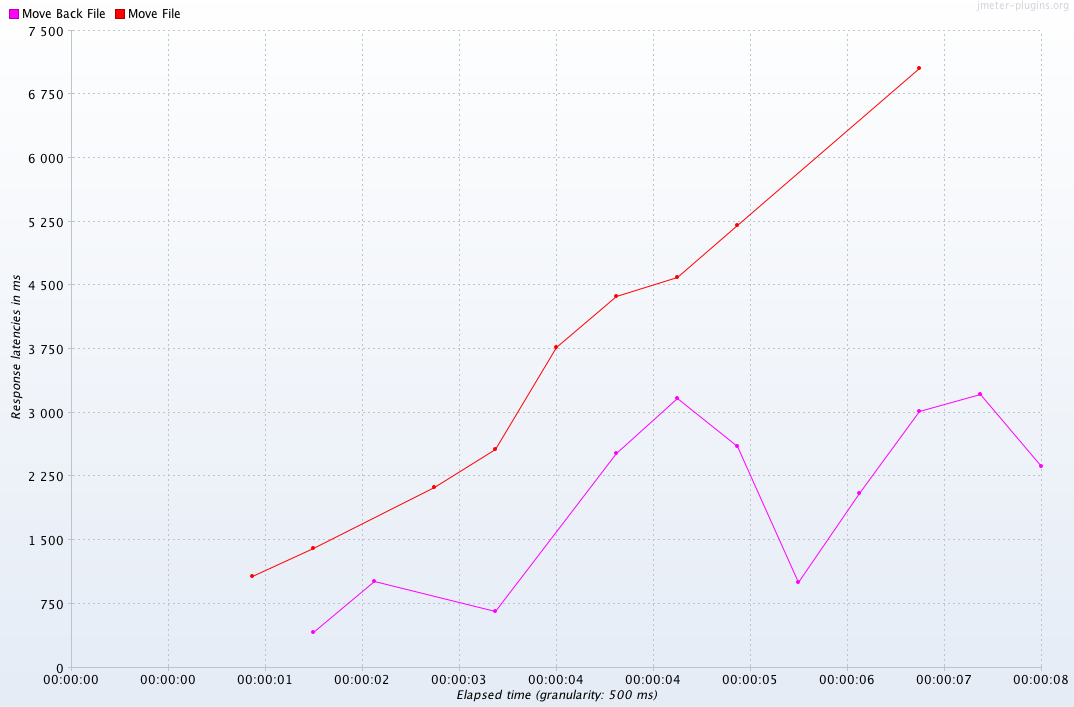 jmeter-plugins.org
Move Back File Move File
7 500
6 750
6 000
5 250
4 500
3 750
3 000
2 250
1 500
750
0
Response latencies in ms
00:00:00 00:00:00 00:00:01 00:00:02 00:00:03 00:00:04 00:00:04 00:00:05 00:00:06 00:00:07 00:00:08
Elapsed time (granularity: 500 ms)